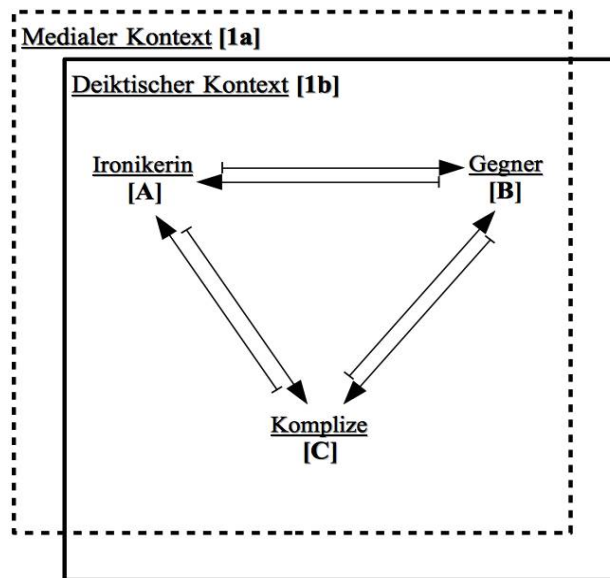 Medialer Kontext [1a]
Deiktischer Kontext [1b]
Ironikerin
[A]
Gegner
[B]
Komplize
[C]